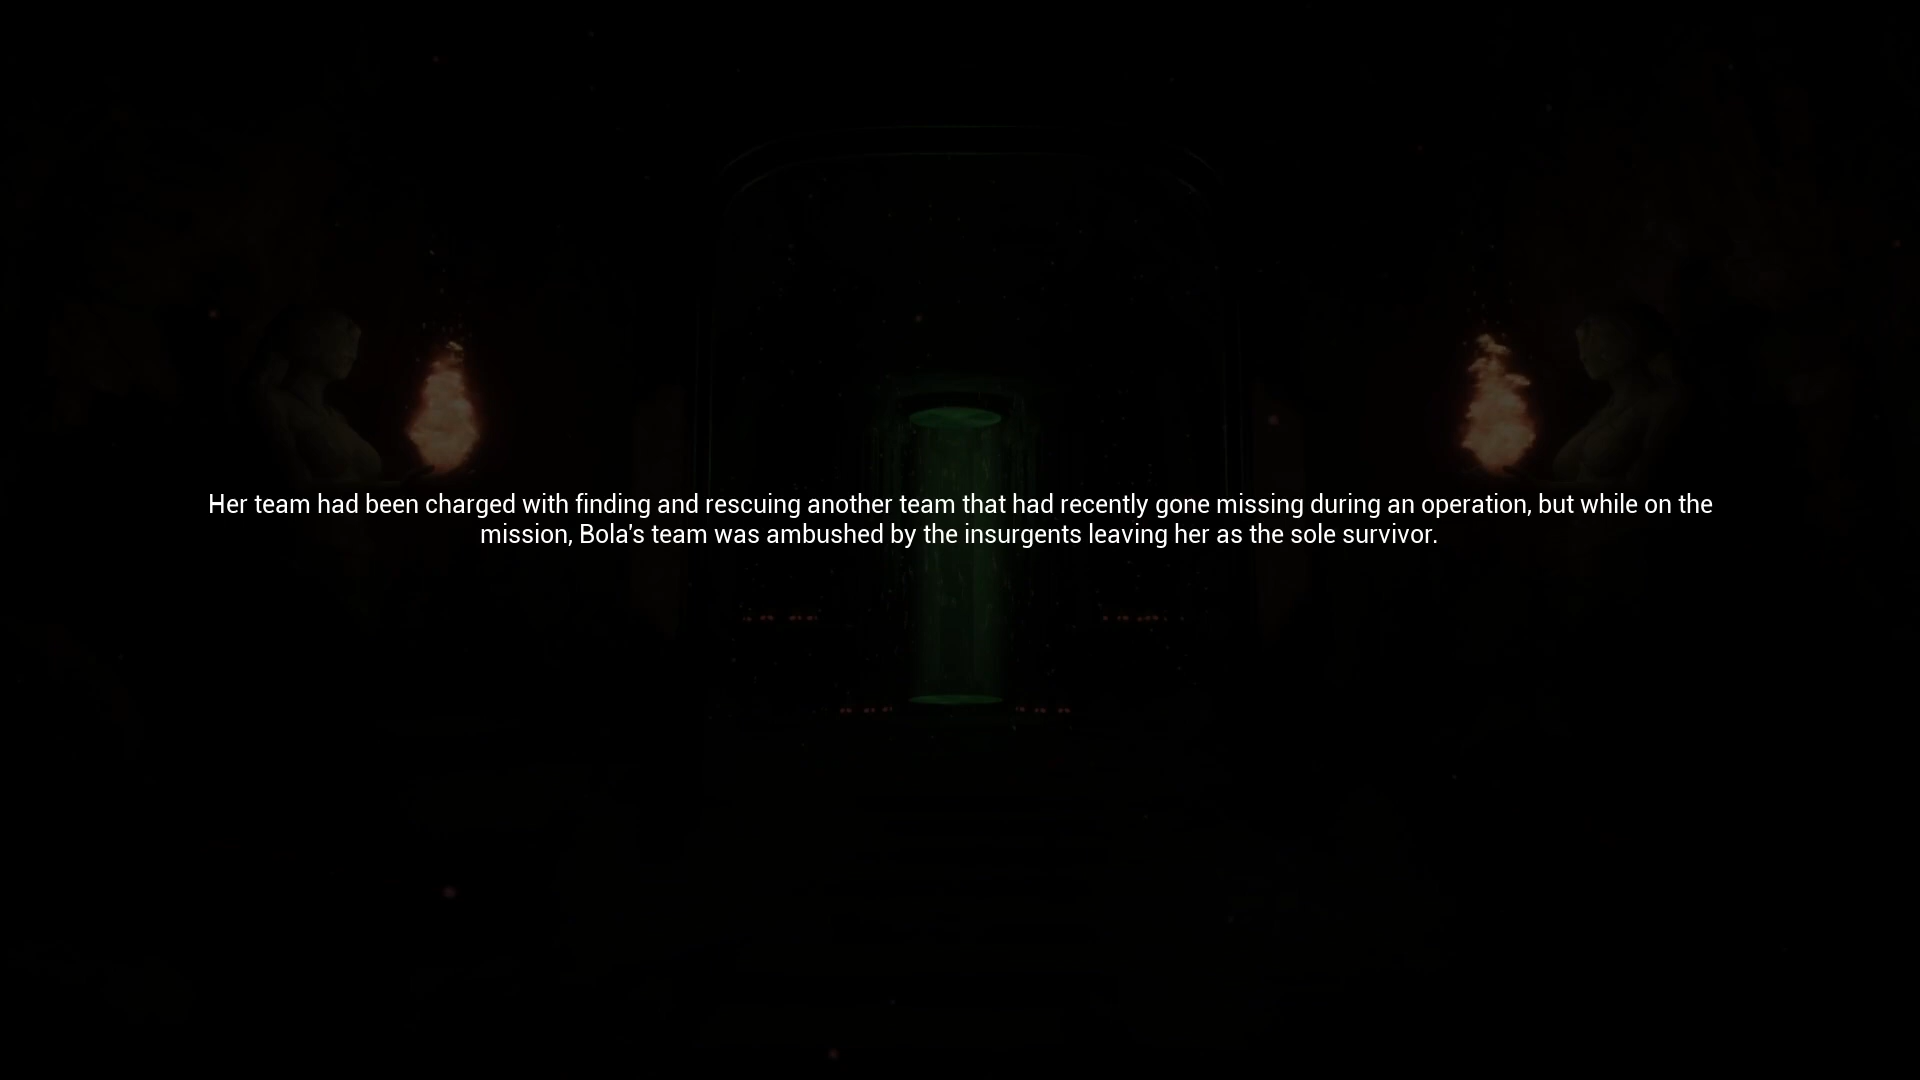 Her team had been charged with finding and rescuing another team that had recently gone missing during an operation, but while on the
mission, Bola's team was ambushed by the insurgents leaving her as the sole survivor.